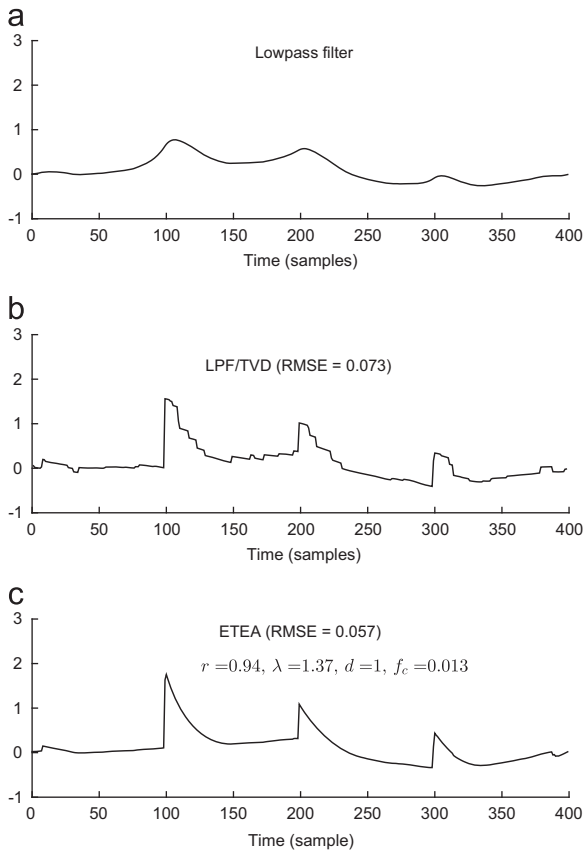 a
Lowpass filter
3
2
1
0
-1
0 50 100 150 200 250 300 350 400
Time (samples)
b
LPF/TVD (RMSE = 0.073)
3
2
1
0
-1
0 50 100 150 200 250 300 350 400
Time (samples)
c
ETEA (RMSE = 0.057)
r =0.94, λ =1.37, d =1, f_c =0.013
3
2
1
0
-1
0 50 100 150 200 250 300 350 400
Time (sample)